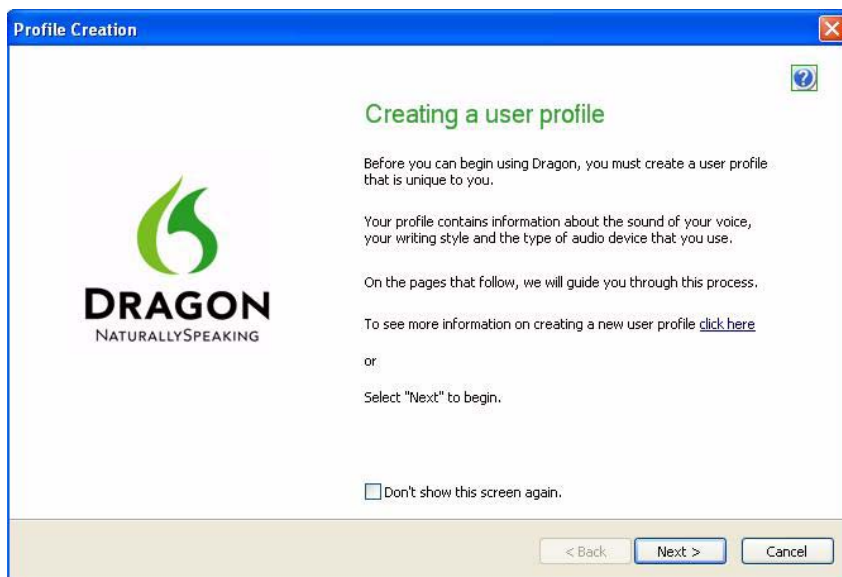 Profile Creation
Creating a user profile
Before you can begin using Dragon, you must create a user profile
that is unique to you.
Your profile contains information about the sound of your voice,
your writing style and the type of audio device that you use.
On the pages that follow, we will guide you through this process.
To see more information on creating a new user profile click here
or
Select "Next" to begin.
DRAGON
NATURALLYSPEAKING
Don't show this screen again.
< Back Next > Cancel